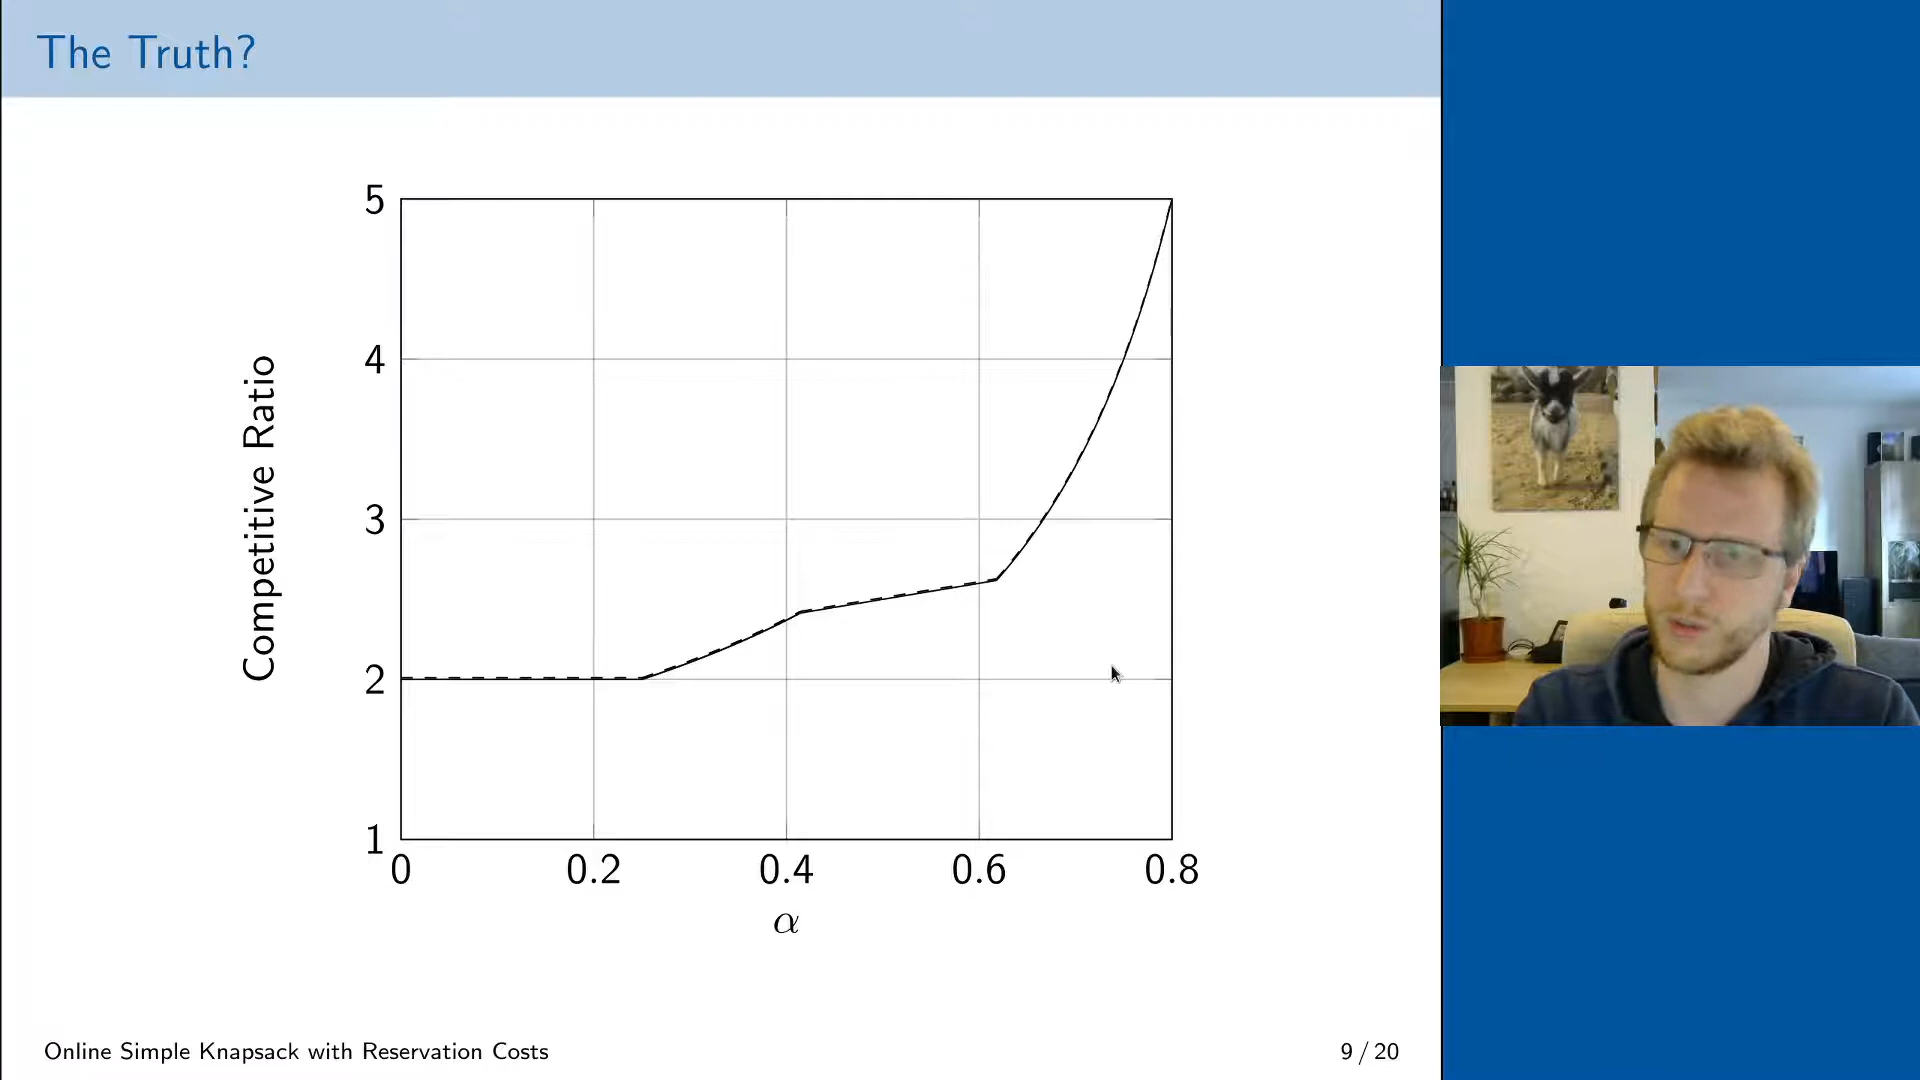 The Truth?
5
4
3
2
1
Competitive Ratio
0 0.2 0.4 0.6 0.8
α
Online Simple Knapsack with Reservation Costs
9 / 20